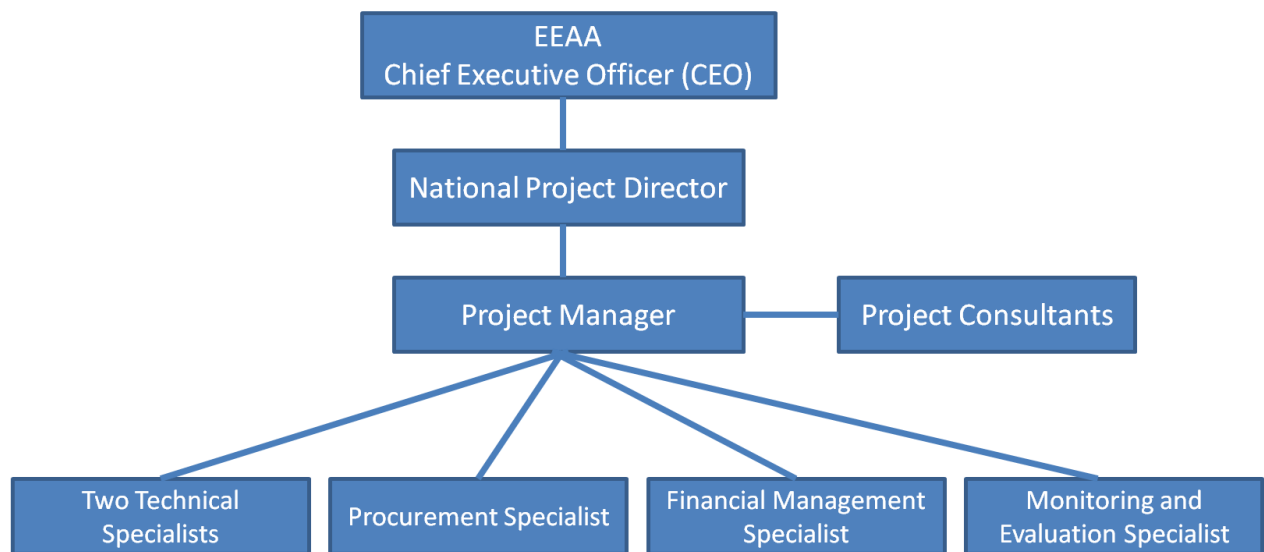 EEAA
Chief Executive Officer (CEO)
National Project Director
Project Manager
Project Consultants
Two Technical
Specialists
Procurement Specialist
Financial Management
Specialist
Monitoring and
Evaluation Specialist